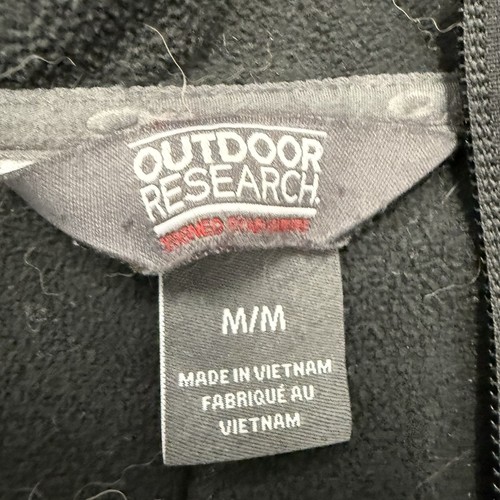 OUTDOOR
RESEARCH.
M/M
MADE IN VIETNAM
FABRIQUÉ AU
VIETNAM